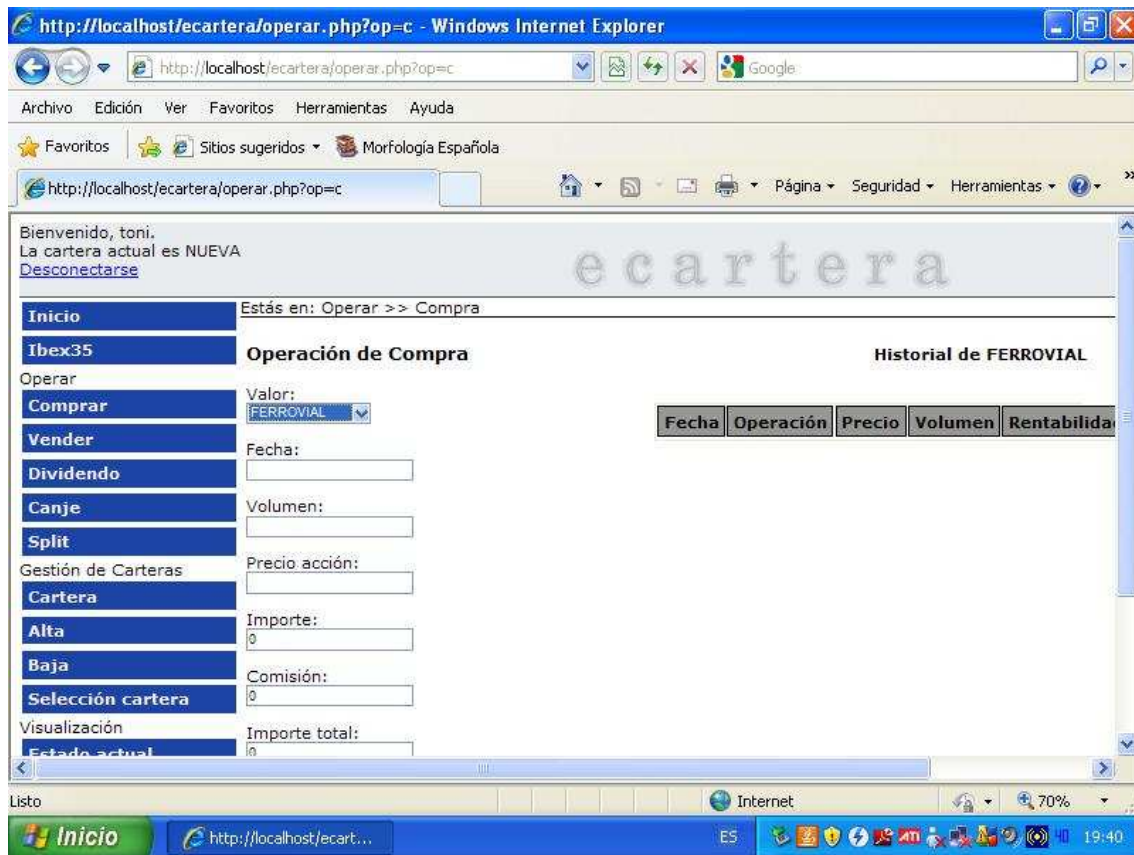 http://localhost/ecartera/operar.php?op=c - Windows Internet Explorer
http://localhost/ecartera/operar.php?op=c
Google
Archivo Edición Ver Favoritos Herramientas Ayuda
Favoritos Sitios sugeridos Morfología Española
http://localhost/ecartera/operar.php?op=c Página Seguridad Herramientas »
Bienvenido, toni.
La cartera actual es NUEVA
Desconectarse
ecartera
Inicio
Ibex35
Operar
Comprar
Vender
Dividendo
Canje
Split
Gestión de Carteras
Cartera
Alta
Baja
Selección cartera
Visualización
Estado actual
Estás en: Operar >> Compra
Operación de Compra
Valor:
FERROVIAL
Fecha:
Volumen:
Precio acción:
Importe:
0
Comisión:
0
Importe total:
0
Historial de FERROVIAL
Fecha Operación Precio Volumen Rentabilida
Listo Internet 70%
Inicio http://localhost/ecart... ES ATI 40 19:40